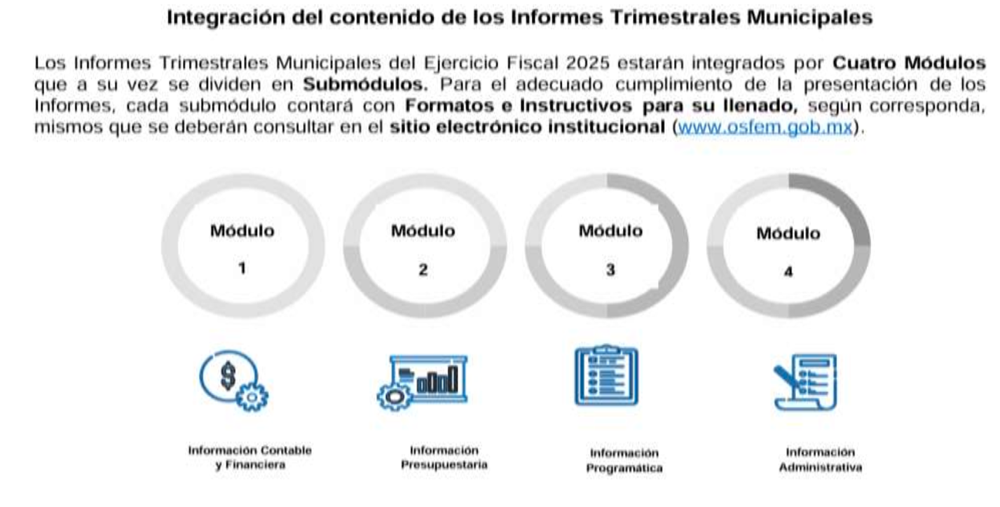 Integración del contenido de los Informes Trimestrales Municipales
Los Informes Trimestrales Municipales del Ejercicio Fiscal 2025 estarán integrados por Cuatro Módulos
que a su vez se dividen en Submódulos. Para el adecuado cumplimiento de la presentación de los
Informes, cada submódulo contará con Formatos e Instructivos para su llenado, según corresponda,
mismos que se deberán consultar en el sitio electrónico institucional (www.osfem.gob.mx).
Módulo
1
Módulo
2
Módulo
3
Módulo
4
$
Información Contable
y Financiera
Información
Presupuestaria
Información
Programática
Información
Administrativa